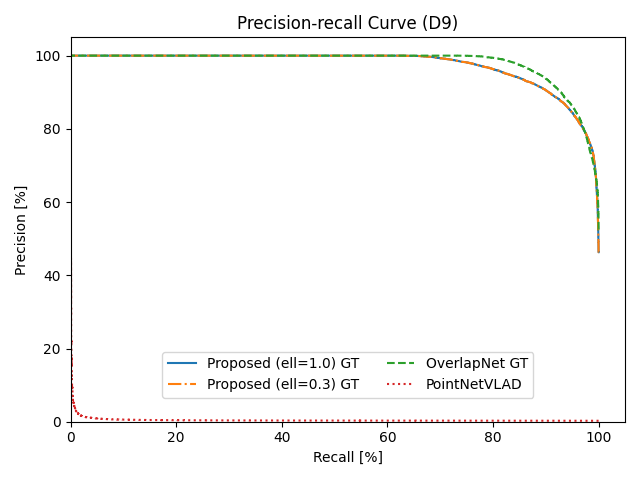 Precision-recall Curve (D9)
Precision [%]
100
80
60
40
20
0
Proposed (ell=1.0) GT
Proposed (ell=0.3) GT
OverlapNet GT
PointNetVLAD
0 20 40 60 80 100
Recall [%]